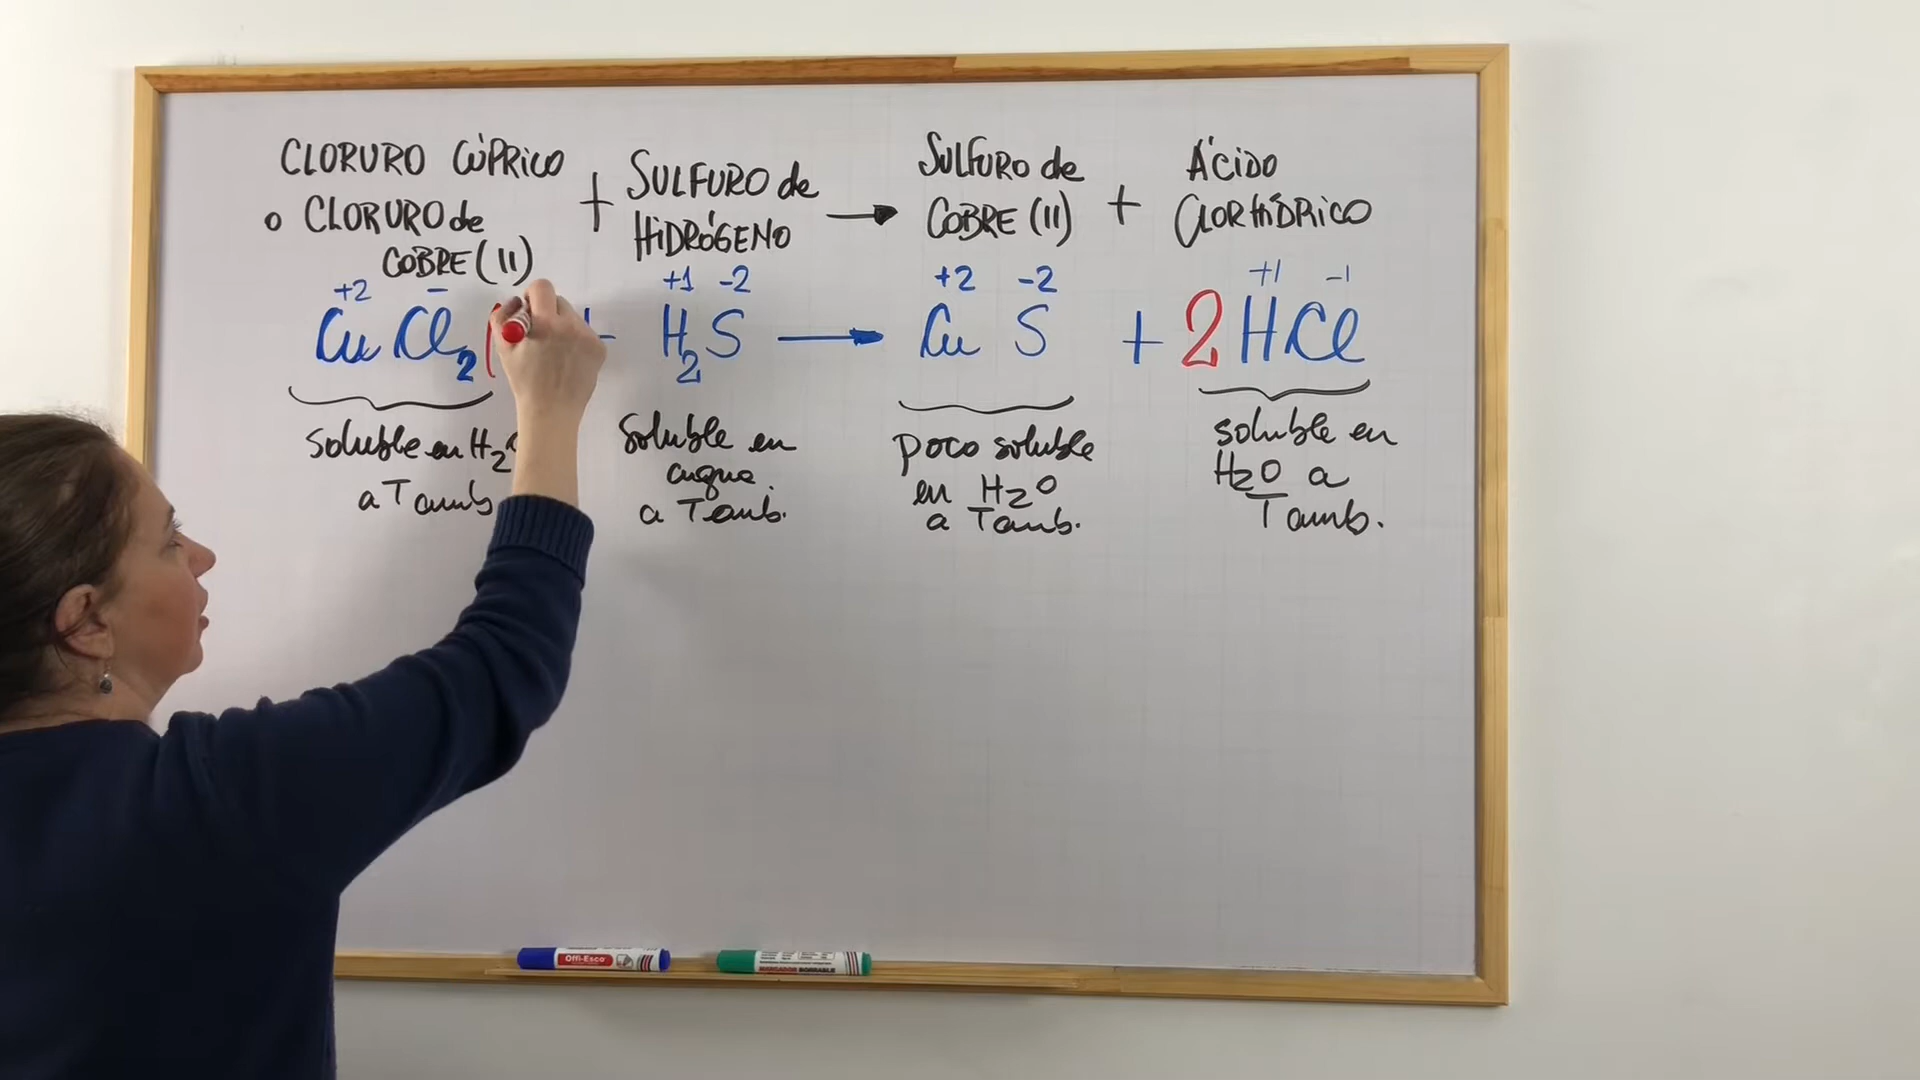 CLORURO CÚPRICO
o CLORURO de
COBRE (II)
+ SULFURO de
HIDRÓGENO
→
SULFURO de
COBRE (II)
+
ÁCIDO
CLORHÍDRICO
+2 - +1 -2 +2 -2 +1 -1
CuCl₂ ( + H₂S → CuS + 2HCl
soluble en H₂
a Tamb
soluble en
a Tamb.
poco soluble
en H₂O
a Tamb.
soluble en
H₂O a
Tamb.
Offi-Esco
MARCADOR BORRABLE